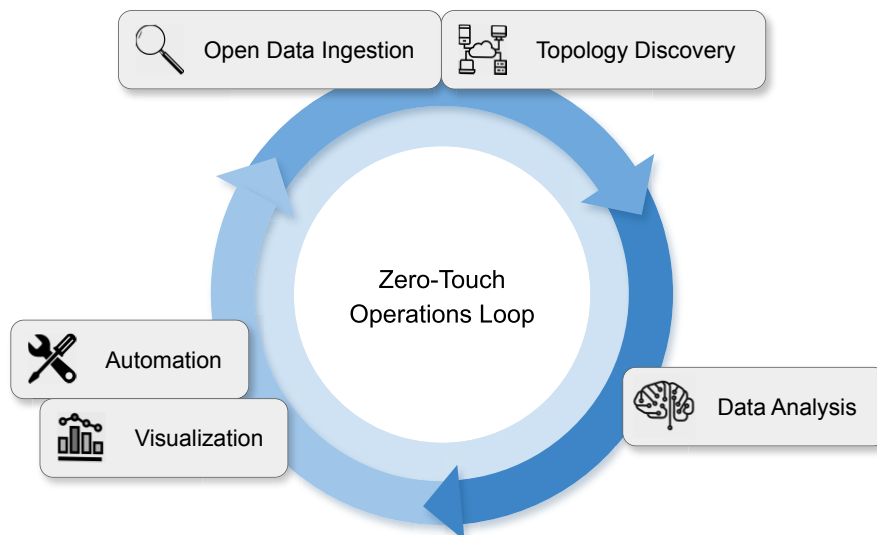 Open Data Ingestion
Topology Discovery
Zero-Touch
Operations Loop
Automation
Data Analysis
Visualization